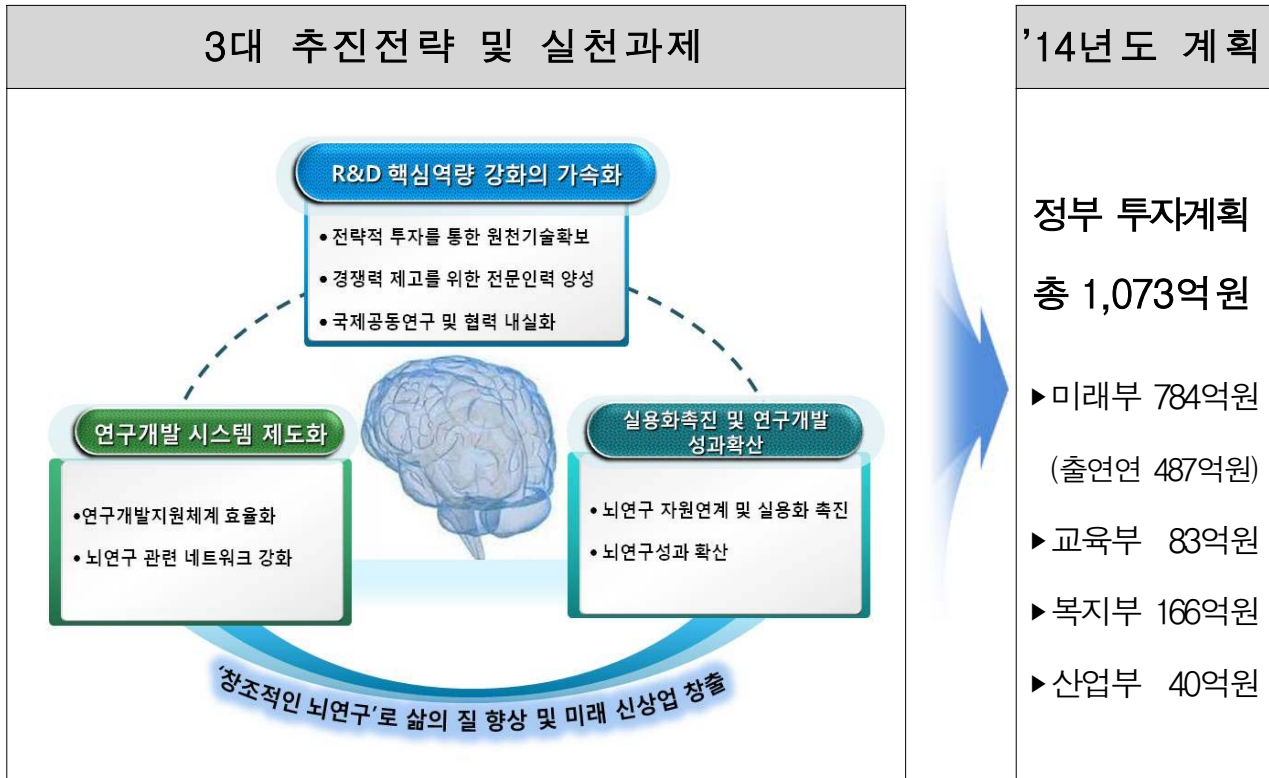 3대 추진전략 및 실천과제
R&D 핵심역량 강화의 가속화
• 전략적 투자를 통한 원천기술확보
• 경쟁력 제고를 위한 전문인력 양성
• 국제공동연구 및 협력 내실화
연구개발 시스템 제도화
•연구개발지원체계 효율화
• 뇌연구 관련 네트워크 강화
실용화촉진 및 연구개발
성과확산
• 뇌연구 자원연계 및 실용화 촉진
• 뇌연구성과 확산
'창조적인 뇌연구'로 삶의 질 향상 및 미래 신상업 창출
’14년도 계획
정부 투자계획
총 1,073억원
▶미래부 784억원
(출연연 487억원)
▶교육부 83억원
▶복지부 166억원
▶산업부 40억원